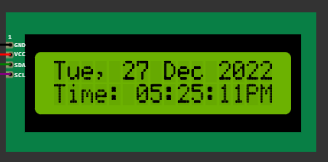 1
GND
VCC
SDA
SCL
Tue, 27 Dec 2022
Time: 05:25:11PM